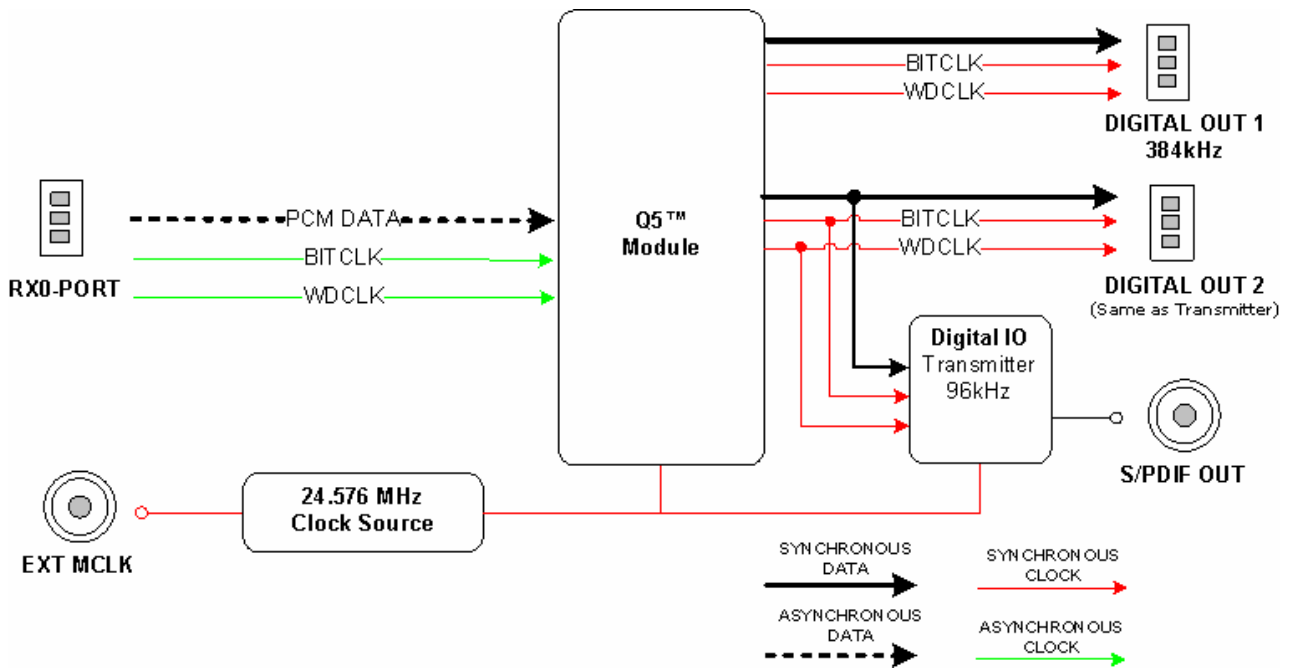 BITCLK
WDCLK
DIGITAL OUT 1
384kHz
PCM DATA
BITCLK
WDCLK
RX0-PORT
Q5™
Module
BITCLK
WDCLK
DIGITAL OUT 2
(Same as Transmitter)
Digital IO
Transmitter
96kHz
S/PDIF OUT
24.576 MHz
Clock Source
EXT MCLK
SYNCHRONOUS
DATA
SYNCHRONOUS
CLOCK
ASYNCHRONOUS
DATA
ASYNCHRONOUS
CLOCK